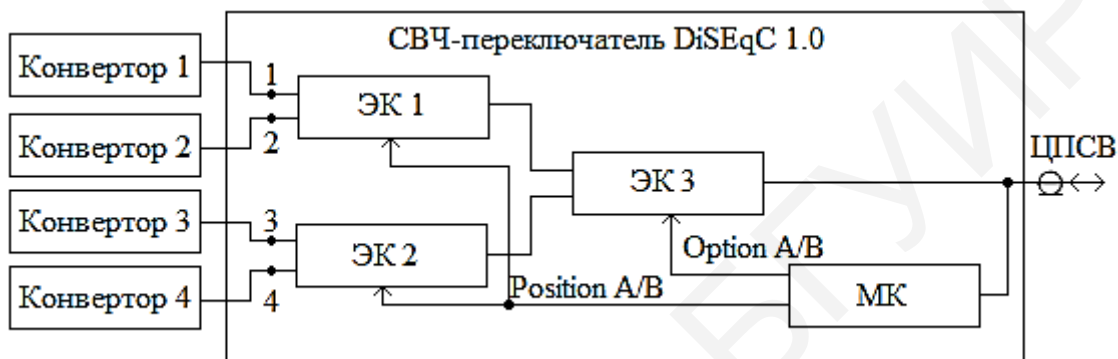 СВЧ-переключатель DiSEqC 1.0
Конвертор 1
1
ЭК 1
Конвертор 2
2
ЦПСВ
ЭК 3
Конвертор 3
3
ЭК 2
Option A/B
Конвертор 4
4
Position A/B
МК
БГУИР